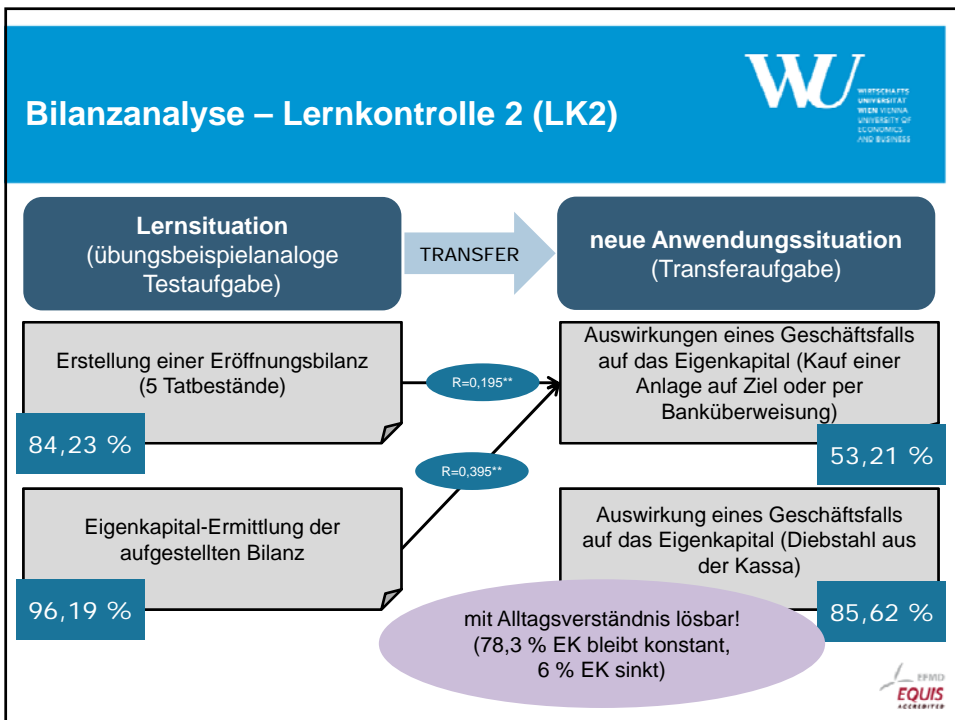 Bilanzanalyse – Lernkontrolle 2 (LK2)
WU
WIRTSCHAFTS
UNIVERSITÄT
WIEN VIENNA
UNIVERSITY OF
ECONOMICS
AND BUSINESS
Lernsituation
(übungsbeispielanaloge
Testaufgabe)
TRANSFER
neue Anwendungssituation
(Transferaufgabe)
Erstellung einer Eröffnungsbilanz
(5 Tatbestände)
84,23 %
R=0,195**
Auswirkungen eines Geschäftsfalls
auf das Eigenkapital (Kauf einer
Anlage auf Ziel oder per
Banküberweisung)
53,21 %
R=0,395**
Eigenkapital-Ermittlung der
aufgestellten Bilanz
96,19 %
Auswirkung eines Geschäftsfalls
auf das Eigenkapital (Diebstahl aus
der Kassa)
85,62 %
mit Alltagsverständnis lösbar!
(78,3 % EK bleibt konstant,
6 % EK sinkt)
EFMD
EQUIS
ACCREDITED